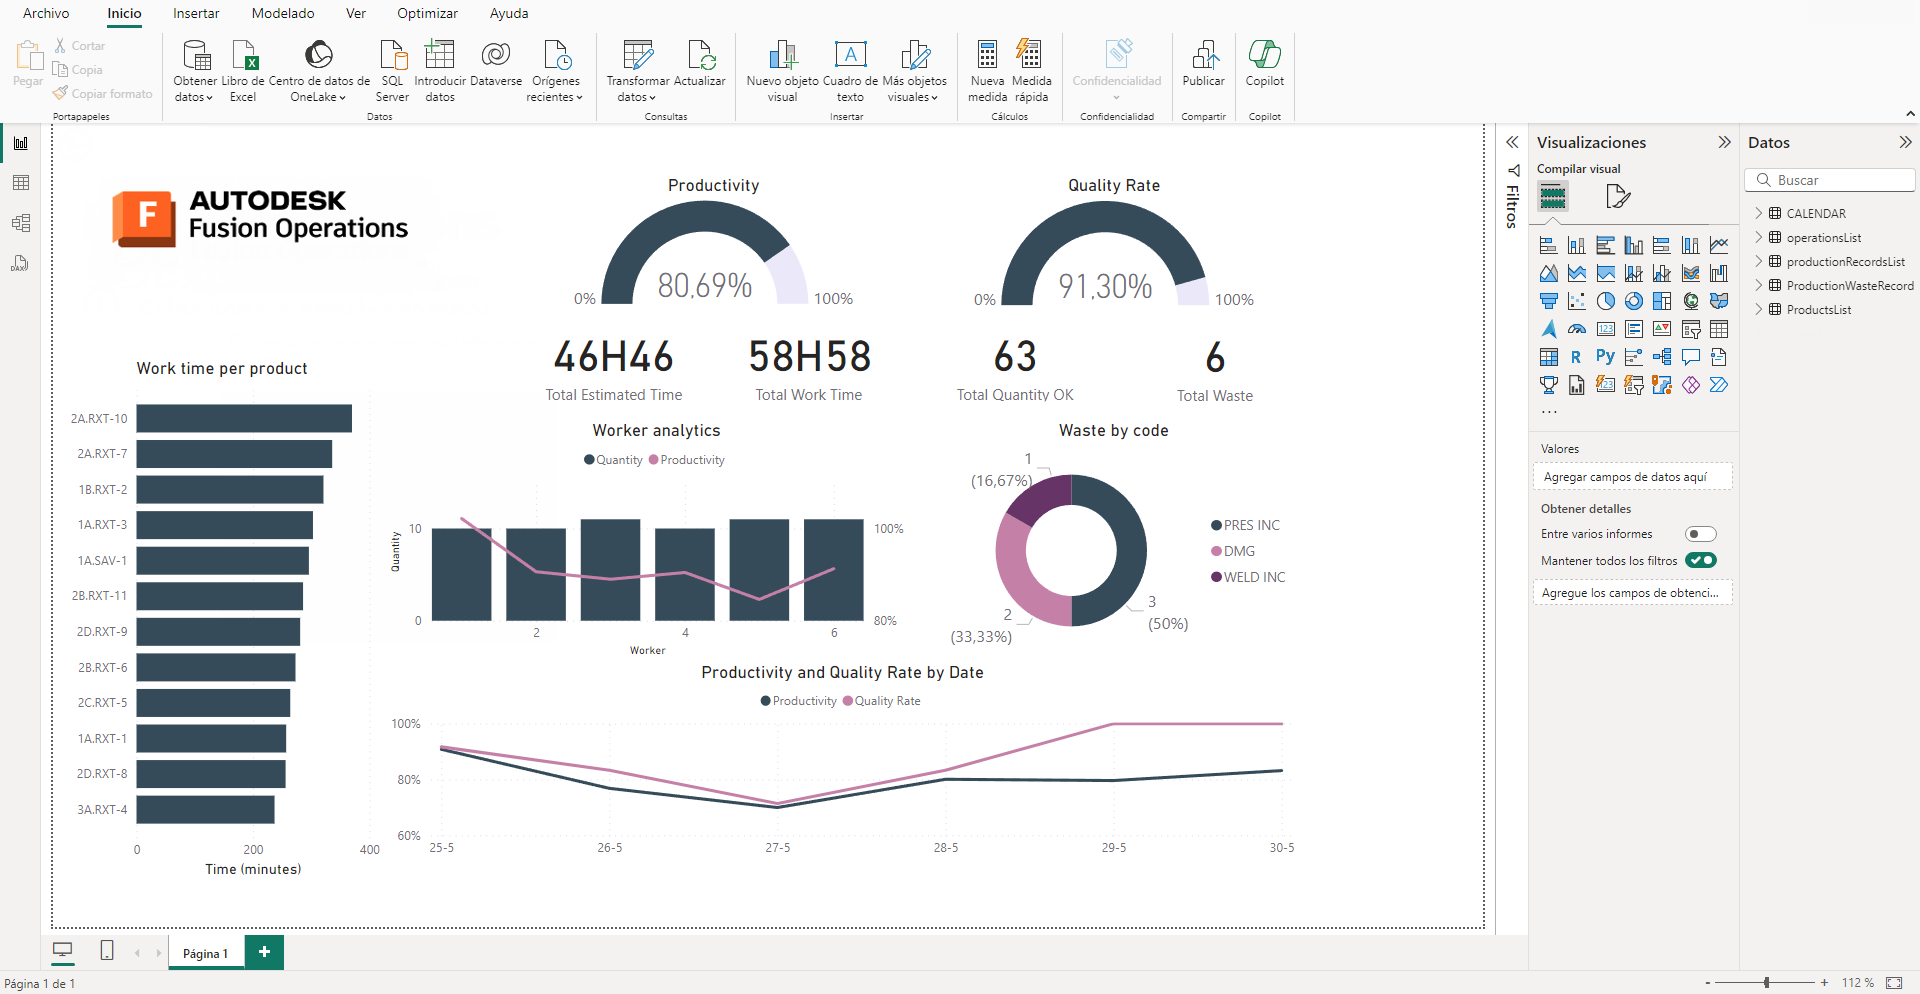 Archivo
Inicio
Insertar
Modelado
Ver
Optimizar
Ayuda
Pegar
Cortar
Copia
Copiar formato
Portapapeles
Obtener datos
Libro de Excel
Centro de datos de OneLake
SQL Server
Introducir datos
Dataverse
Orígenes recientes
Datos
Transformar datos
Actualizar
Consultas
Nuevo objeto visual
Cuadro de texto
Más objetos visuales
Insertar
Nueva medida
Medida rápida
Cálculos
Confidencialidad
Confidencialidad
Publicar
Compartir
Copilot
Copilot
F
AUTODESK
Fusion Operations
Productivity
0%
80,69%
100%
Quality Rate
0%
91,30%
100%
46H46
Total Estimated Time
58H58
Total Work Time
63
Total Quantity OK
6
Total Waste
Work time per product
2A.RXT-10
2A.RXT-7
1B.RXT-2
1A.RXT-3
1A.SAV-1
2B.RXT-11
2D.RXT-9
2B.RXT-6
2C.RXT-5
1A.RXT-1
2D.RXT-8
3A.RXT-4
0
200
400
Time (minutes)
Worker analytics
Quantity
Productivity
Quantity
10
0
100%
80%
2
4
6
Worker
Waste by code
1
(16,67%)
2
(33,33%)
3
(50%)
PRES INC
DMG
WELD INC
Productivity and Quality Rate by Date
Productivity
Quality Rate
100%
80%
60%
25-5
26-5
27-5
28-5
29-5
30-5
Filtros
Visualizaciones
Compilar visual
123
R
Py
123
...
Valores
Agregar campos de datos aquí
Obtener detalles
Entre varios informes
Mantener todos los filtros
Agregue los campos de obtenci...
Datos
Buscar
CALENDAR
operationsList
productionRecordsList
ProductionWasteRecord
ProductsList
DAX
Página 1
+
Página 1 de 1
-
+
112 %